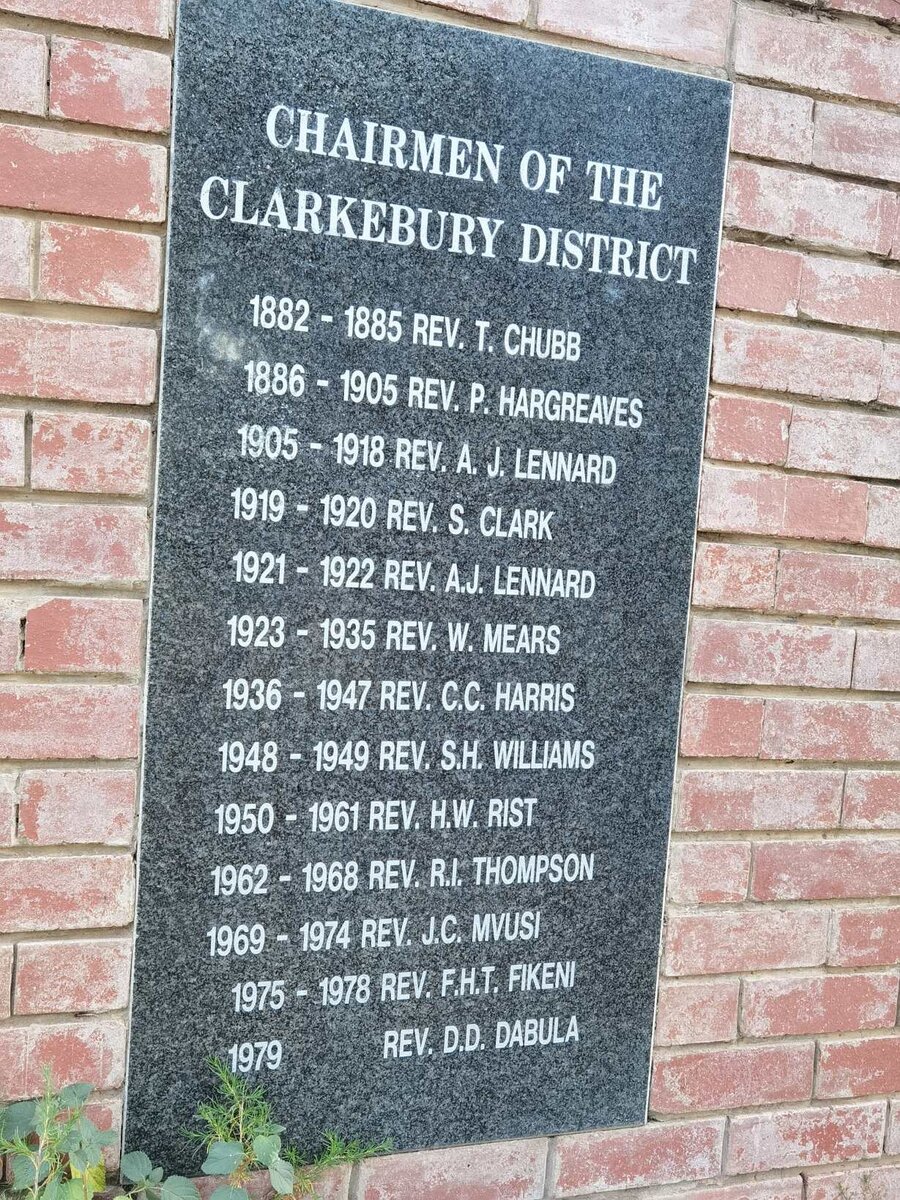 CHAIRMEN OF THE
CLARKEBURY DISTRICT
1882 - 1885 REV. T. CHUBB
1886 - 1905 REV. P. HARGREAVES
1905 - 1918 REV. A. J. LENNARD
1919 - 1920 REV. S. CLARK
1921 - 1922 REV. A.J. LENNARD
1923 - 1935 REV. W. MEARS
1936 - 1947 REV. C.C. HARRIS
1948 - 1949 REV. S.H. WILLIAMS
1950 - 1961 REV. H.W. RIST
1962 - 1968 REV. R.I. THOMPSON
1969 - 1974 REV. J.C. MVUSI
1975 - 1978 REV. F.H.T. FIKENI
1979 REV. D.D. DABULA